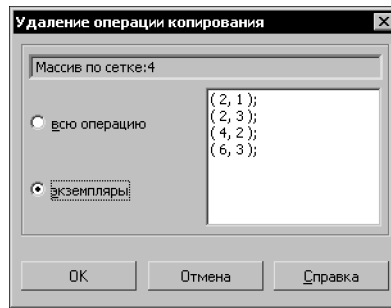 Удаление операции копирования
Массив по сетке:4
всю операцию
экземпляры
( 2, 1 );
( 2, 3 );
( 4, 2 );
( 6, 3 );
OK
Отмена
Справка